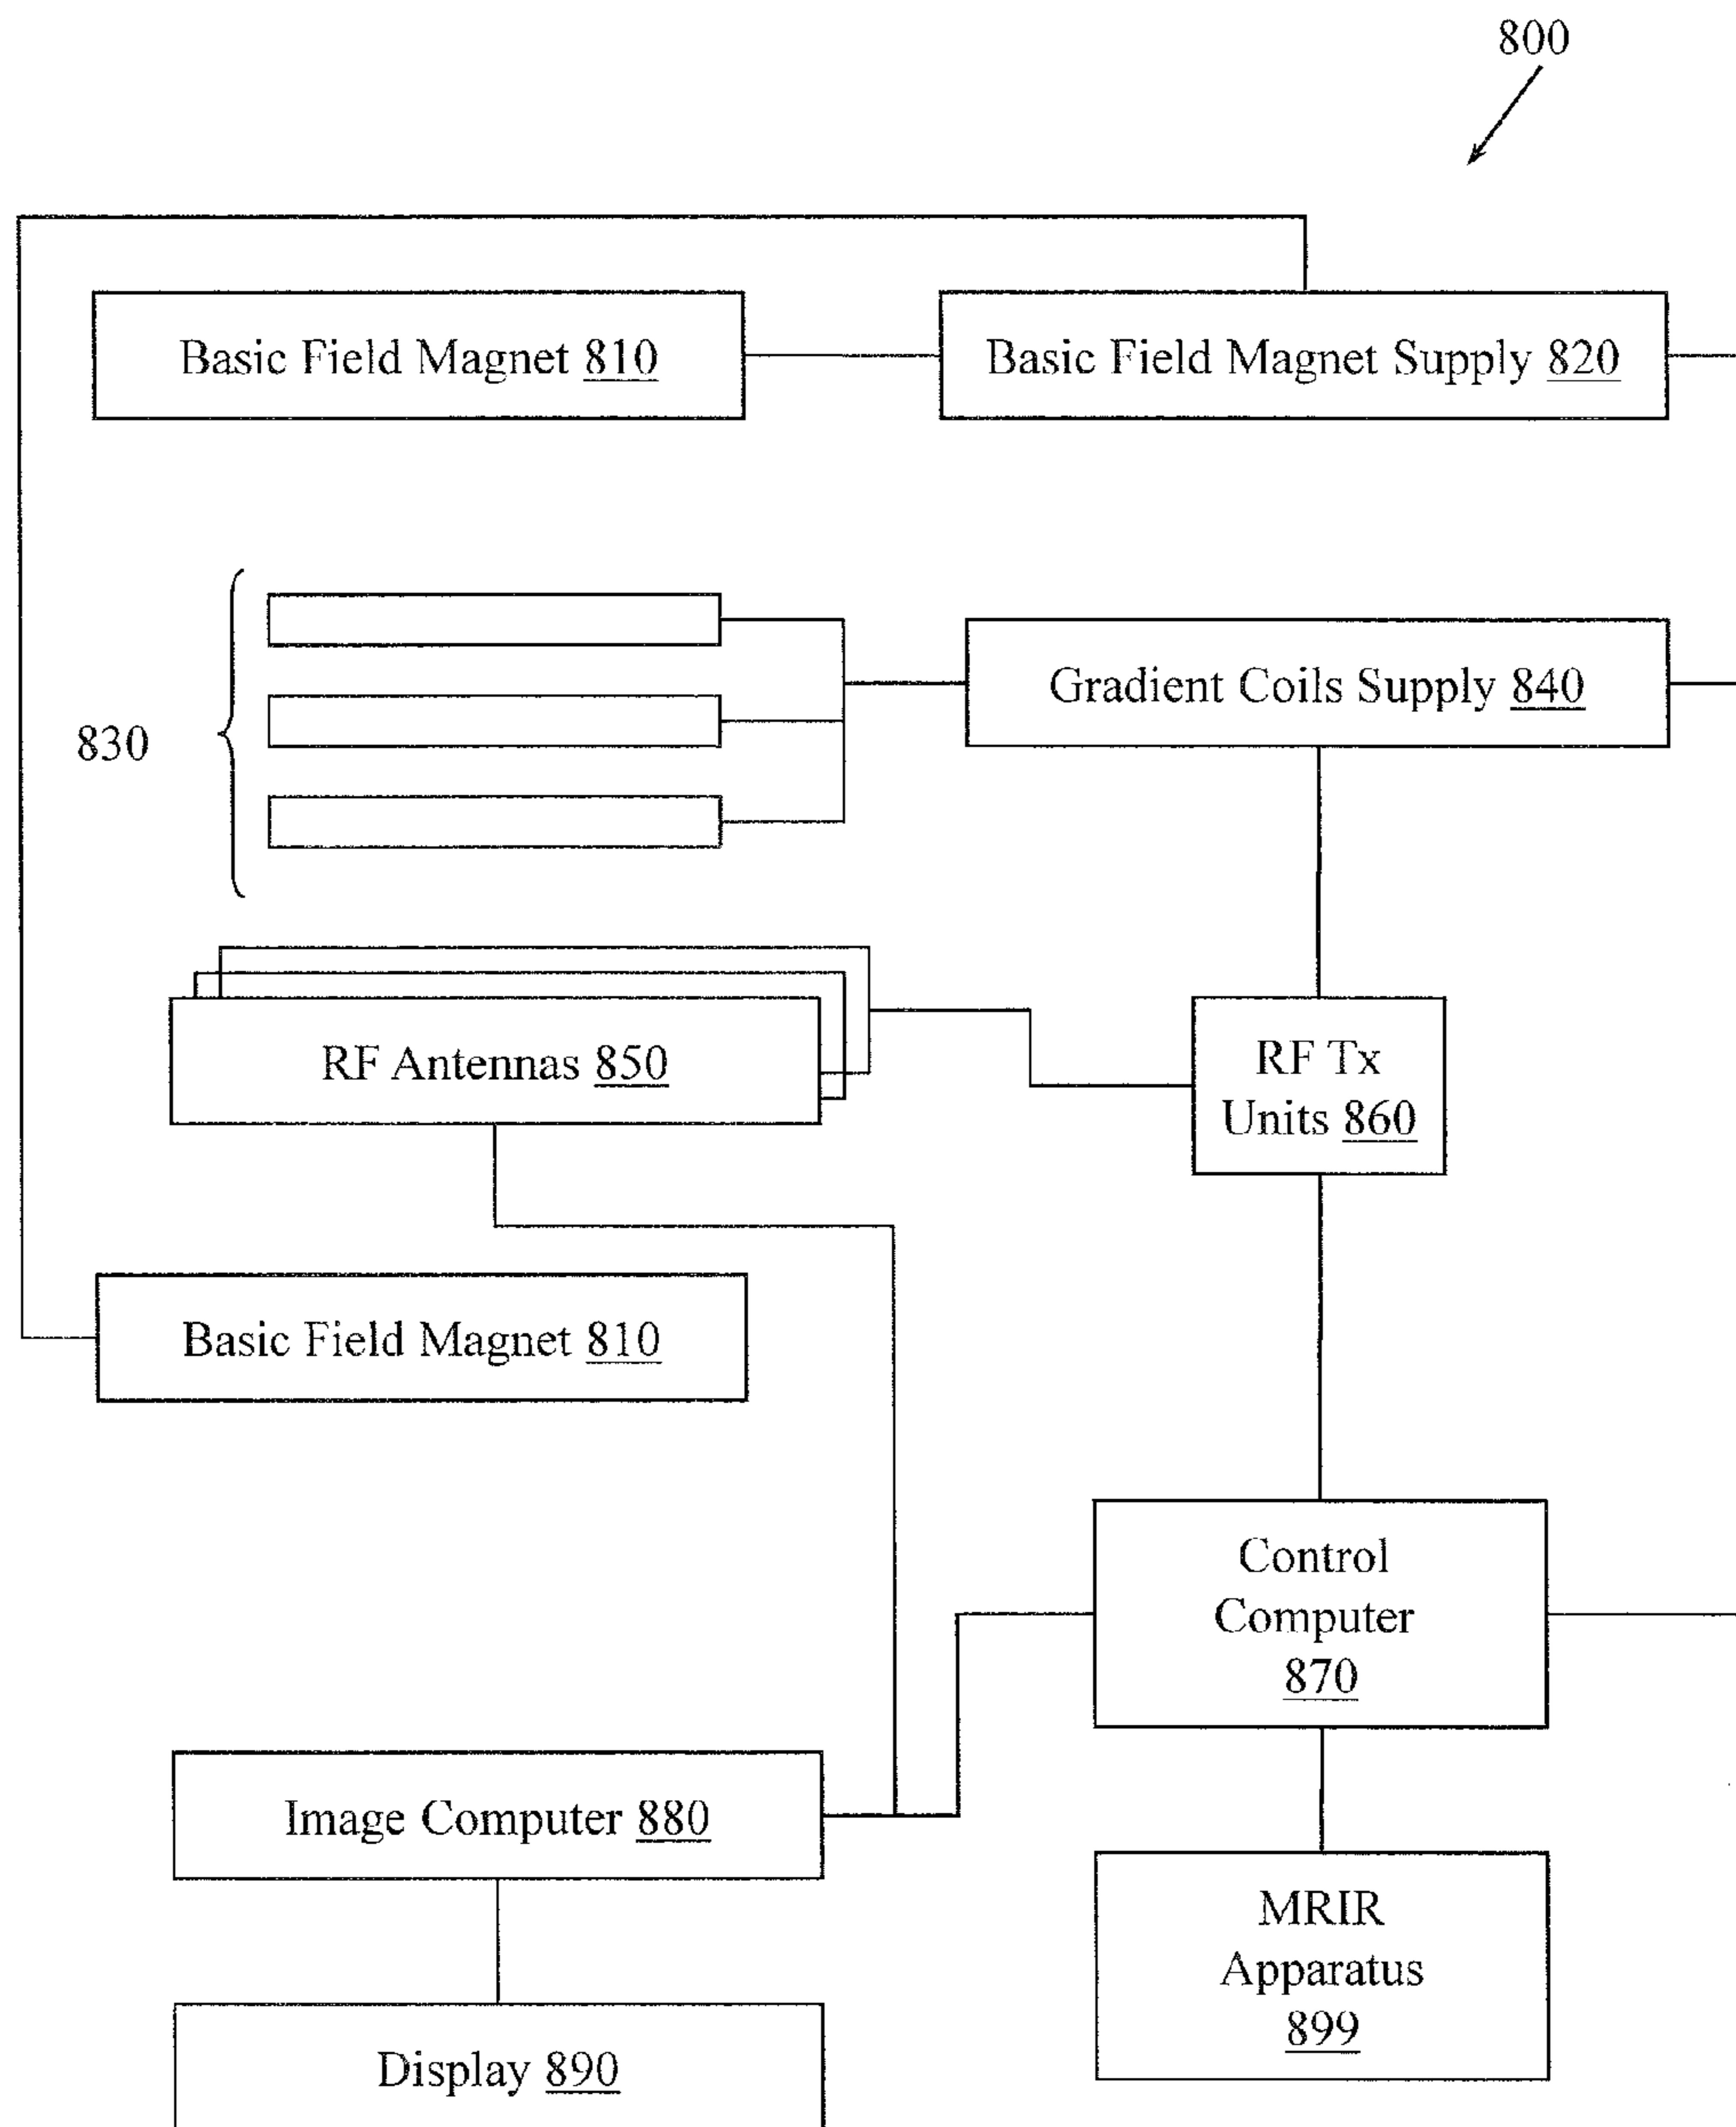 800
Basic Field Magnet 810
Basic Field Magnet Supply 820
830
Gradient Coils Supply 840
RF Antennas 850
RF Tx
Units 860
Basic Field Magnet 810
Control
Computer
870
Image Computer 880
MRIR
Apparatus
899
Display 890